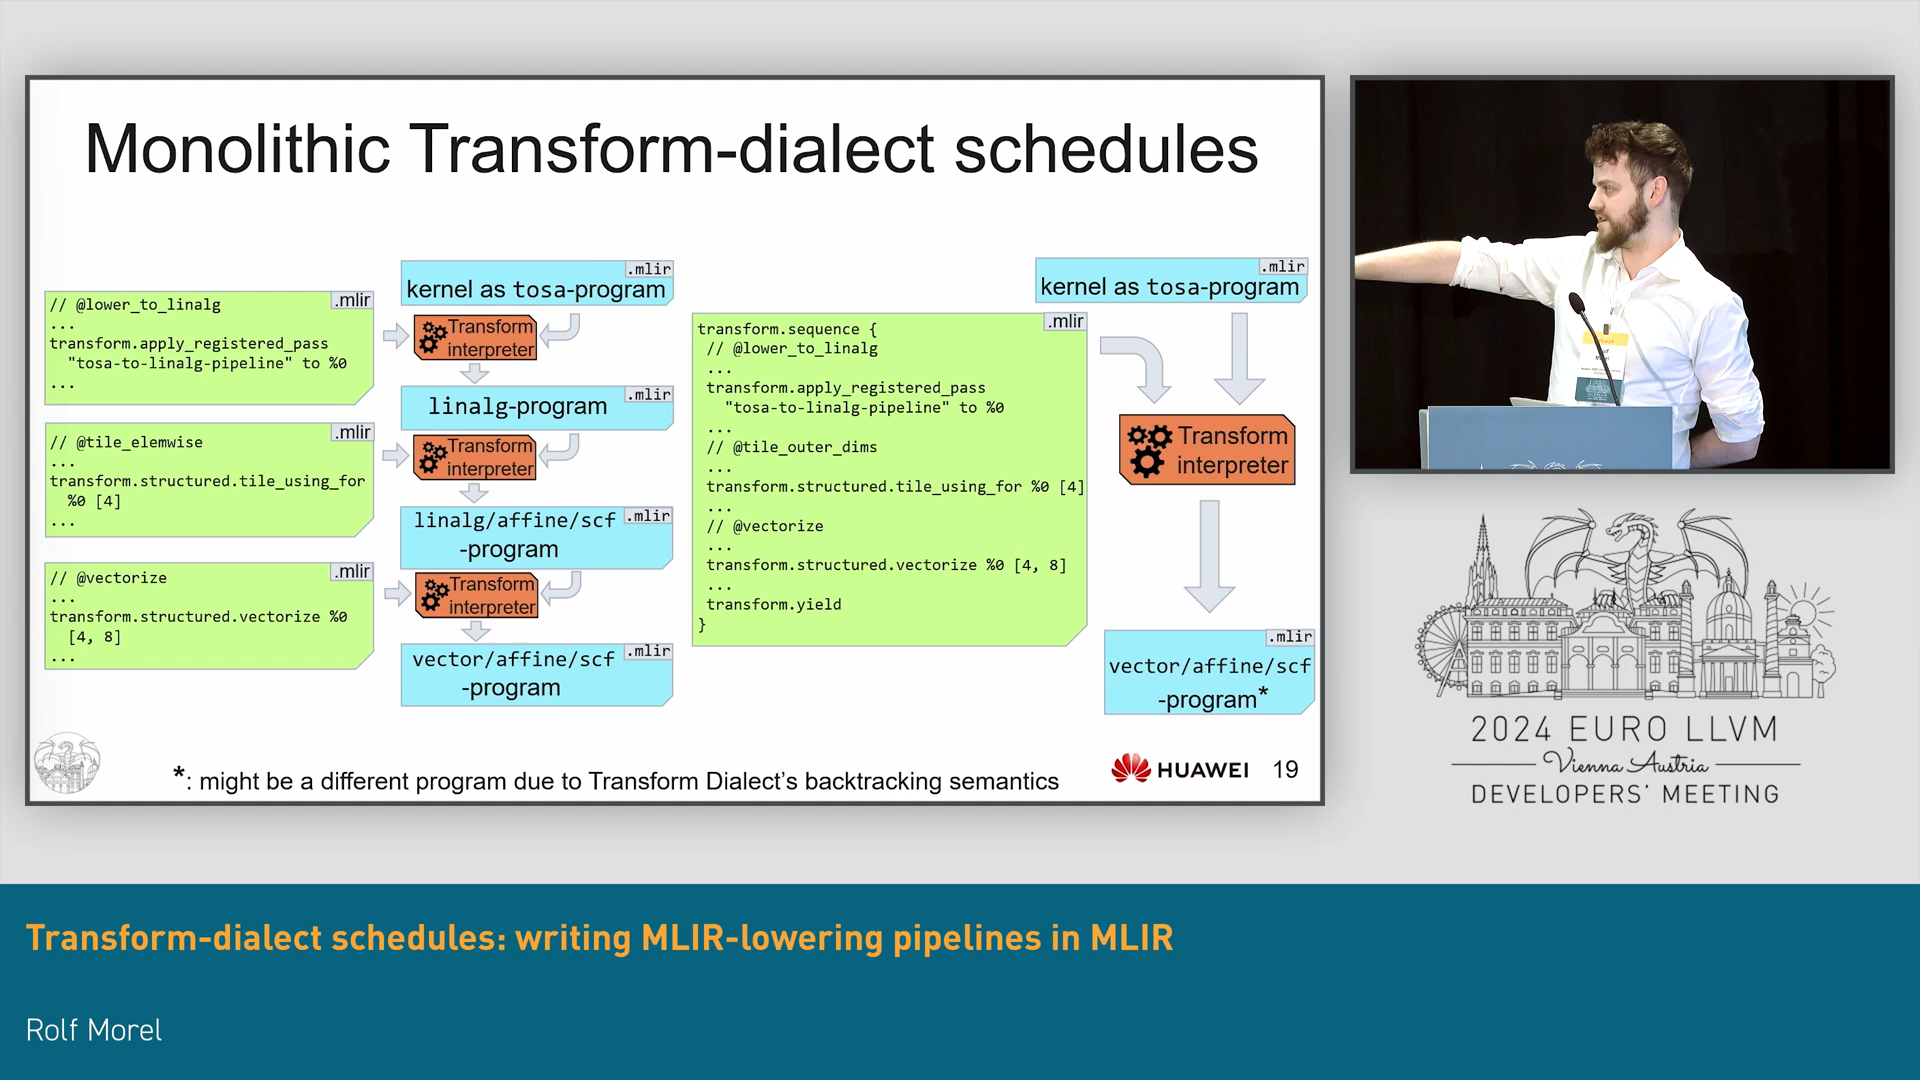 Monolithic Transform-dialect schedules
.mlir
// @lower_to_linalg
...
transform.apply_registered_pass
"tosa-to-linalg-pipeline" to %0
...
.mlir
// @tile_elemwise
...
transform.structured.tile_using_for
%0 [4]
...
.mlir
// @vectorize
...
transform.structured.vectorize %0
[4, 8]
...
.mlir
kernel as tosa-program
Transform
interpreter
.mlir
linalg-program
Transform
interpreter
.mlir
linalg/affine/scf
-program
Transform
interpreter
.mlir
vector/affine/scf
-program
.mlir
transform.sequence {
// @lower_to_linalg
...
transform.apply_registered_pass
"tosa-to-linalg-pipeline" to %0
...
// @tile_outer_dims
...
transform.structured.tile_using_for %0 [4]
...
// @vectorize
...
transform.structured.vectorize %0 [4, 8]
...
transform.yield
}
.mlir
kernel as tosa-program
Transform
interpreter
.mlir
vector/affine/scf
-program*
*: might be a different program due to Transform Dialect's backtracking semantics
HUAWEI
19
2024 EURO LLVM
Vienna Austria
DEVELOPERS' MEETING
Transform-dialect schedules: writing MLIR-lowering pipelines in MLIR
Rolf Morel